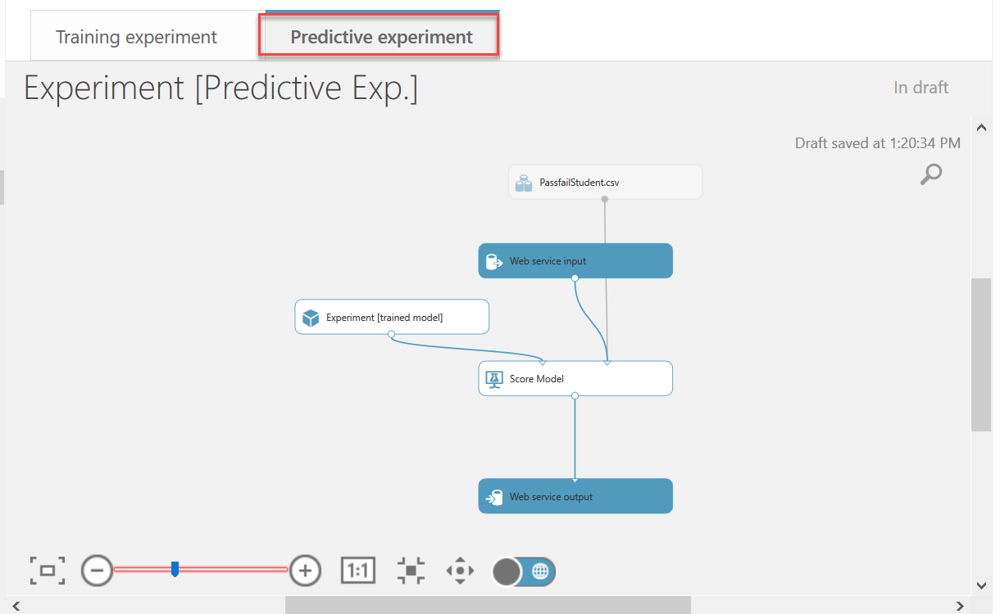 Training experiment
Predictive experiment
Experiment [Predictive Exp.]
In draft
Draft saved at 1:20:34 PM
PassfailStudent.csv
Web service input
Experiment [trained model]
Score Model
Web service output
1:1